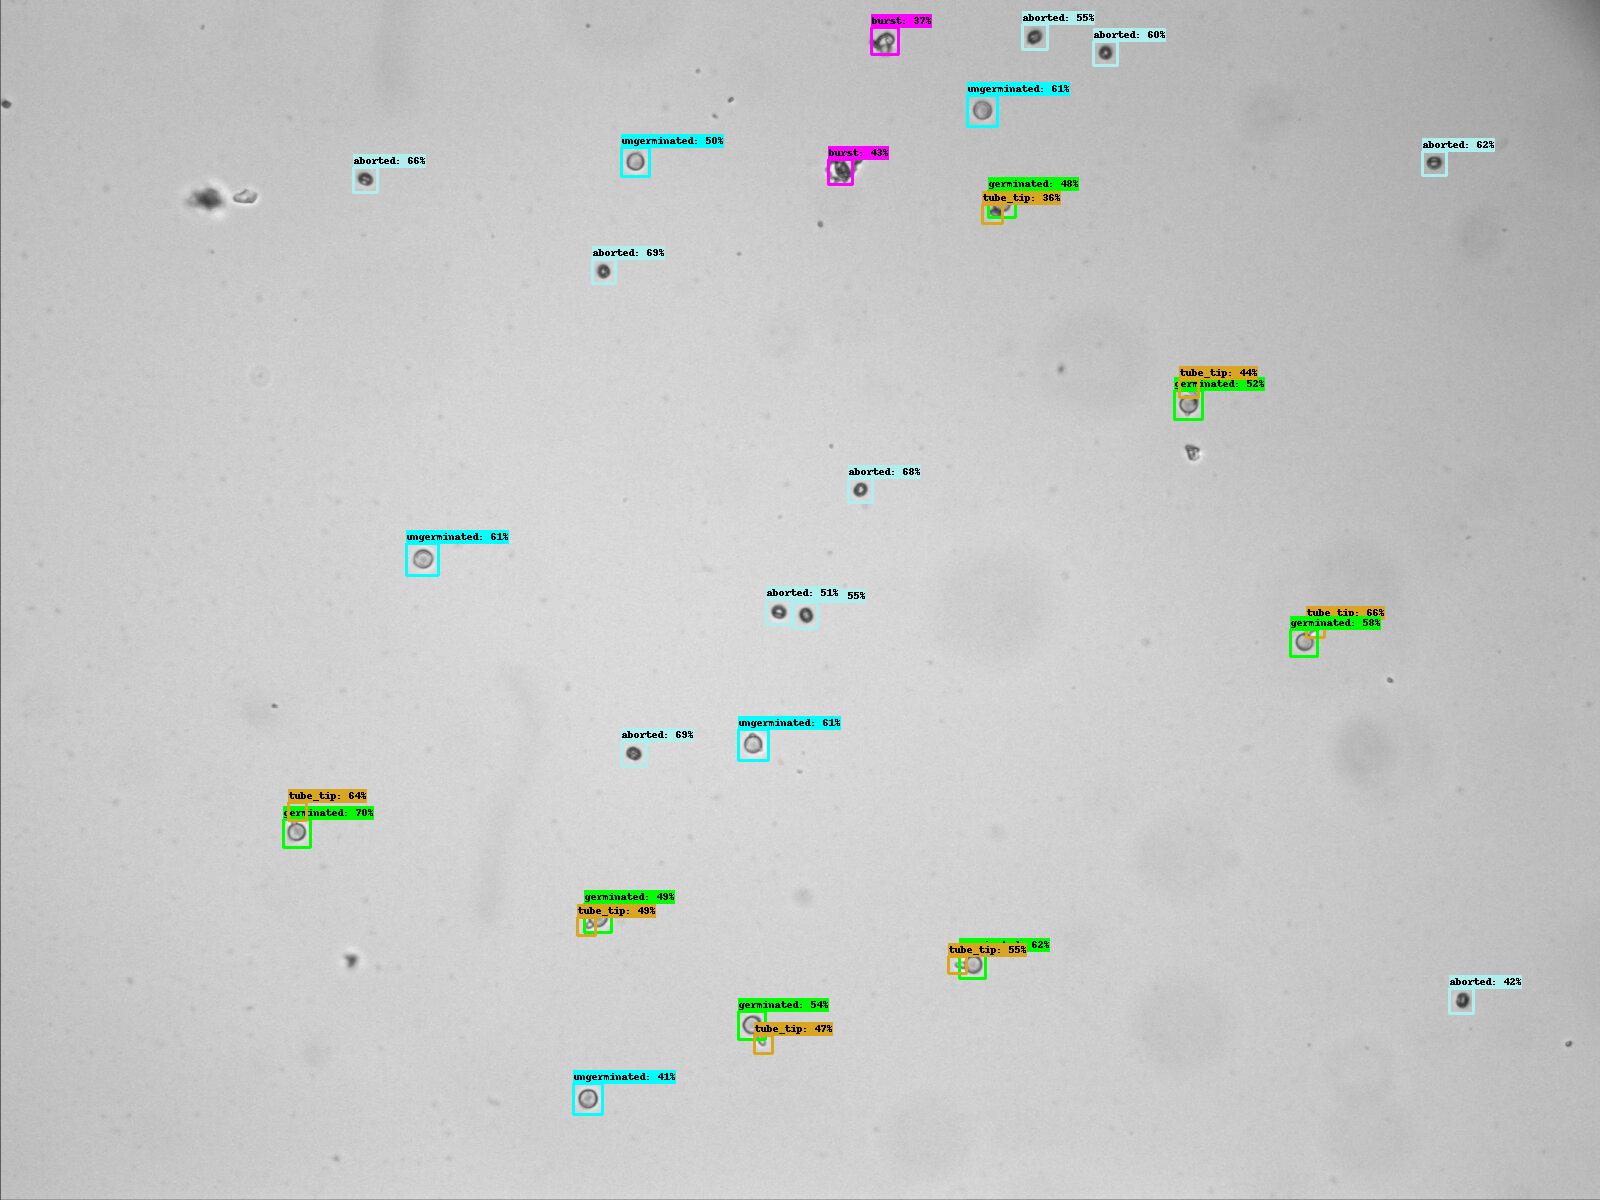 burst: 37%
aborted: 55%
aborted: 60%
ungerminated: 61%
ungerminated: 50%
aborted: 62%
burst: 43%
aborted: 66%
germinated: 48%
tube_tip: 36%
aborted: 69%
tube_tip: 44%
germinated: 52%
aborted: 68%
ungerminated: 61%
aborted: 51% 55%
tube_tip: 66%
germinated: 58%
ungerminated: 61%
aborted: 69%
tube_tip: 64%
germinated: 70%
germinated: 49%
tube_tip: 49%
62%
tube_tip: 55%
aborted: 42%
germinated: 54%
tube_tip: 47%
ungerminated: 41%